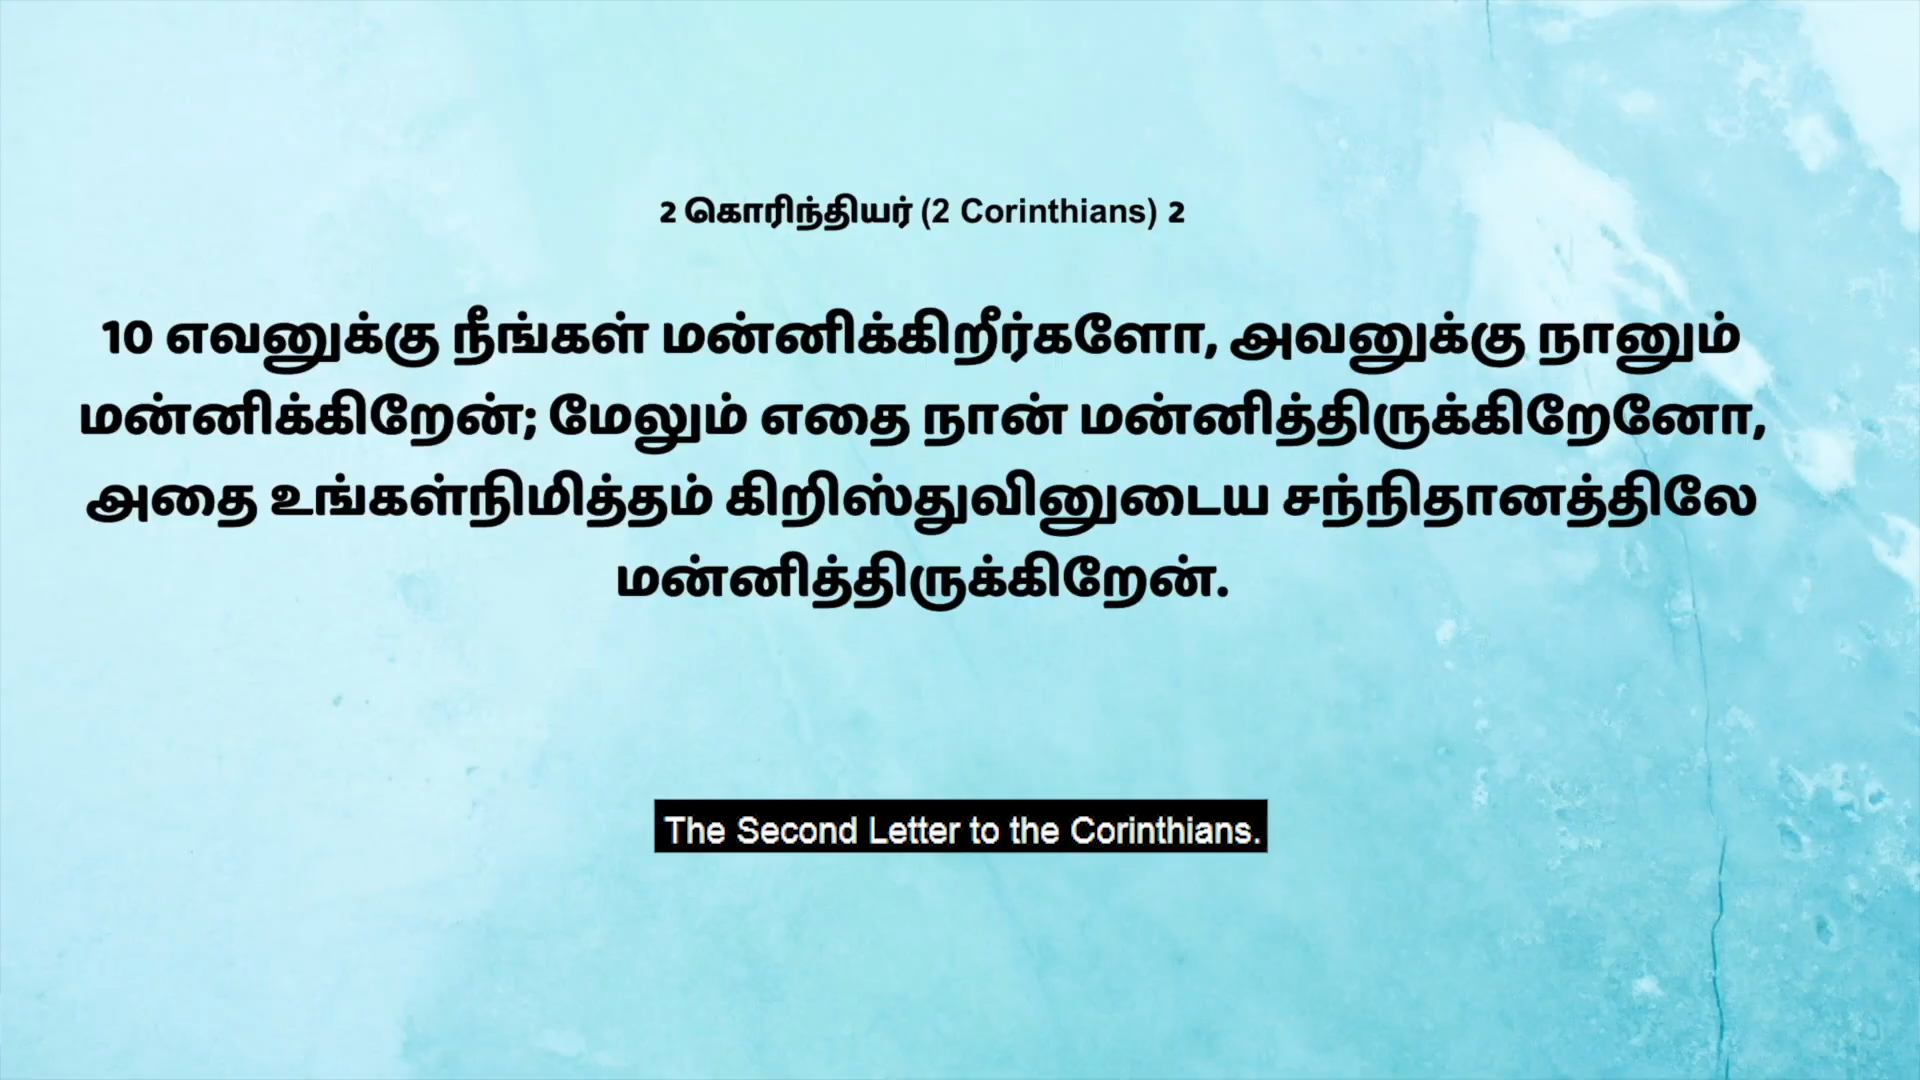 2 கொரிந்தியர் (2 Corinthians) 2
10 எவனுக்கு நீங்கள் மன்னிக்கிறீர்களோ, அவனுக்கு நானும்
மன்னிக்கிறேன்; மேலும் எதை நான் மன்னித்திருக்கிறேனோ,
அதை உங்கள்நிமித்தம் கிறிஸ்துவினுடைய சந்நிதானத்திலே
மன்னித்திருக்கிறேன்.
The Second Letter to the Corinthians.